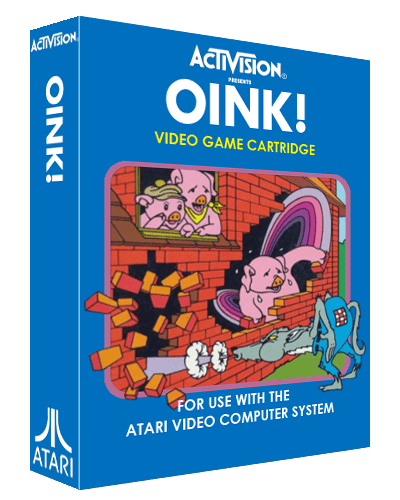 ACTIVISION®
OINK!
ATARI
ACTIVISION®
PRESENTS
OINK!
VIDEO GAME CARTRIDGE
FOR USE WITH THE
ATARI VIDEO COMPUTER SYSTEM